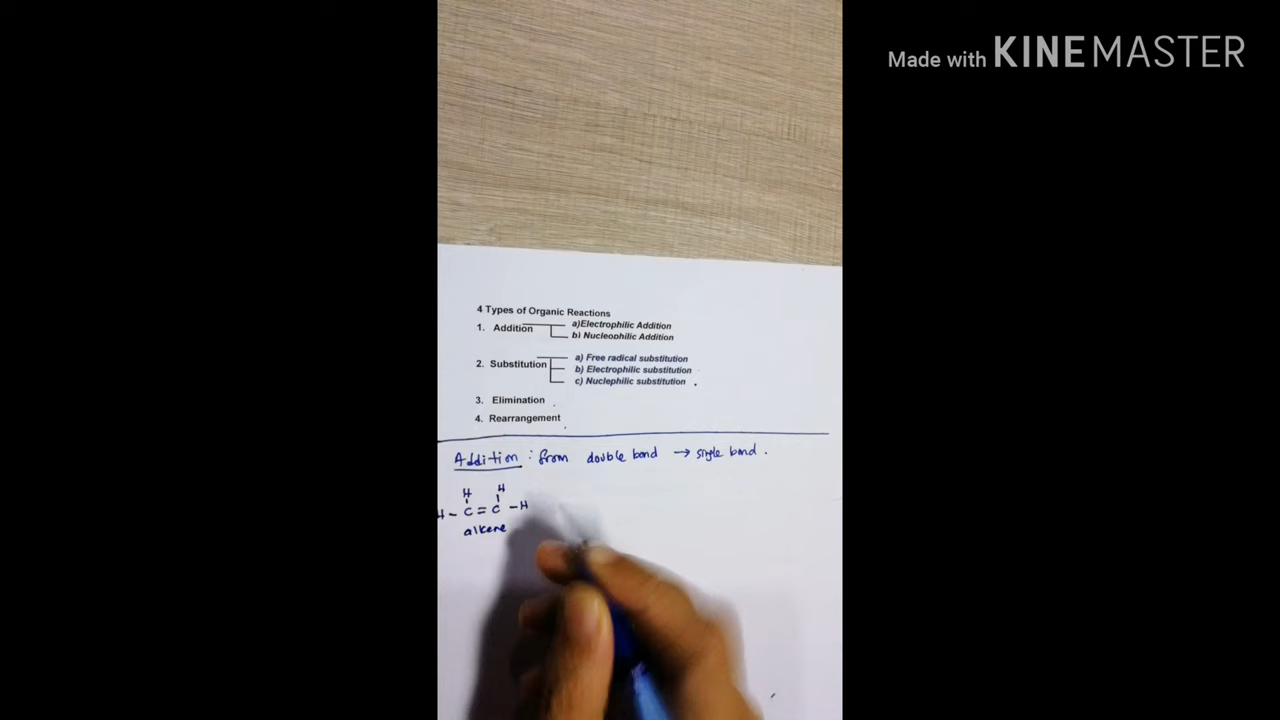 Made with KINEMASTER
4 Types of Organic Reactions
1. Addition
a)Electrophilic Addition
b) Nucleophilic Addition
2. Substitution
a) Free radical substitution
b) Electrophilic substitution
c) Nuclephilic substitution
3. Elimination
4. Rearrangement
Addition : from double bond → single bond.
H H
H - C = C - H
alkene